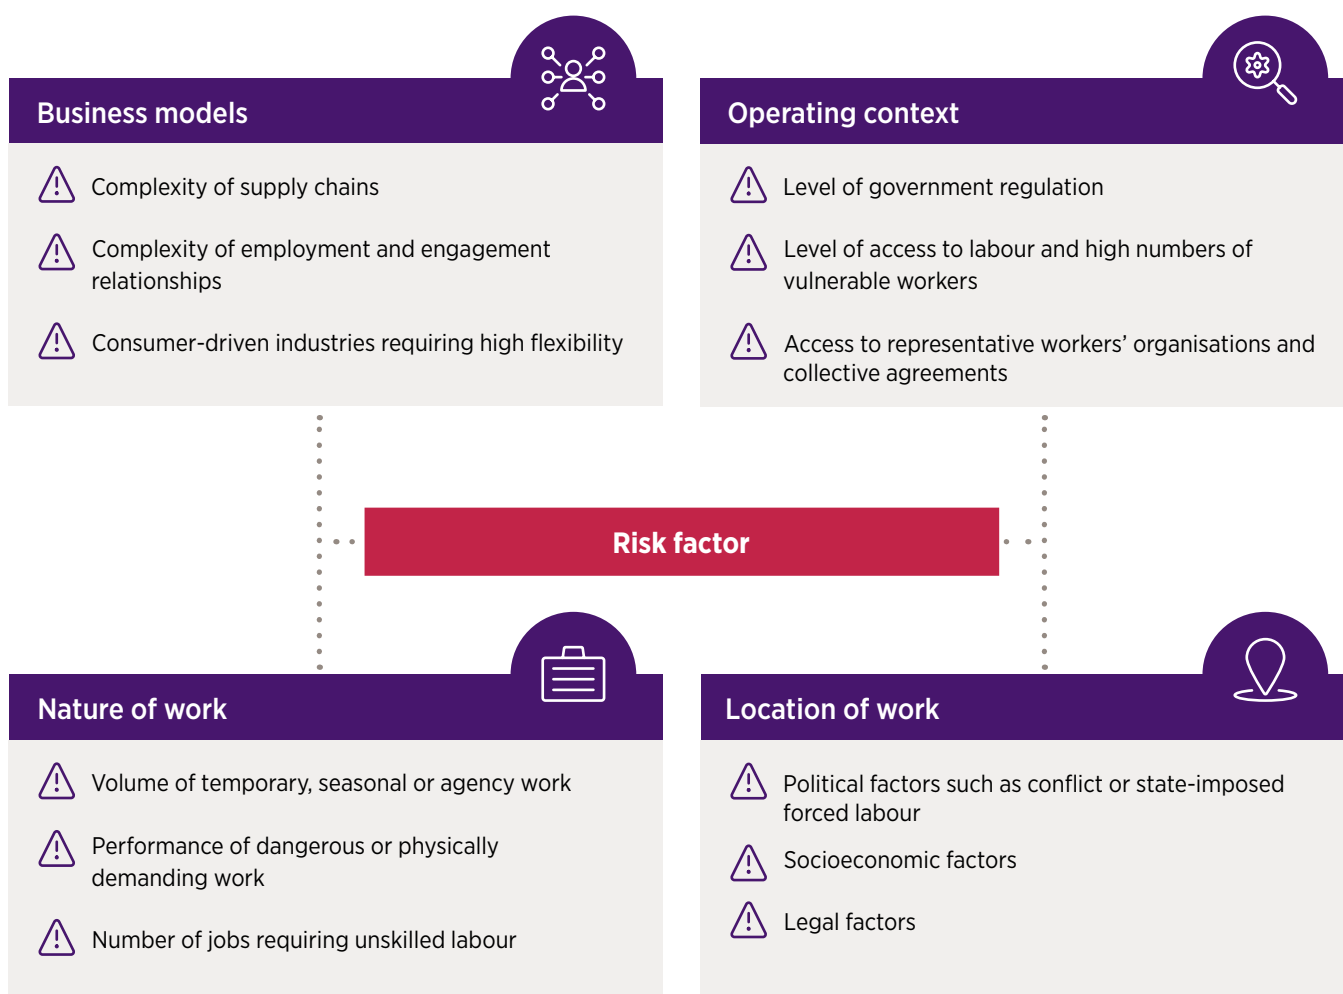 Business models
Complexity of supply chains
Complexity of employment and engagement
relationships
Consumer-driven industries requiring high flexibility
Operating context
Level of government regulation
Level of access to labour and high numbers of
vulnerable workers
Access to representative workers’ organisations and
collective agreements
Risk factor
Nature of work
Volume of temporary, seasonal or agency work
Performance of dangerous or physically
demanding work
Number of jobs requiring unskilled labour
Location of work
Political factors such as conflict or state-imposed
forced labour
Socioeconomic factors
Legal factors